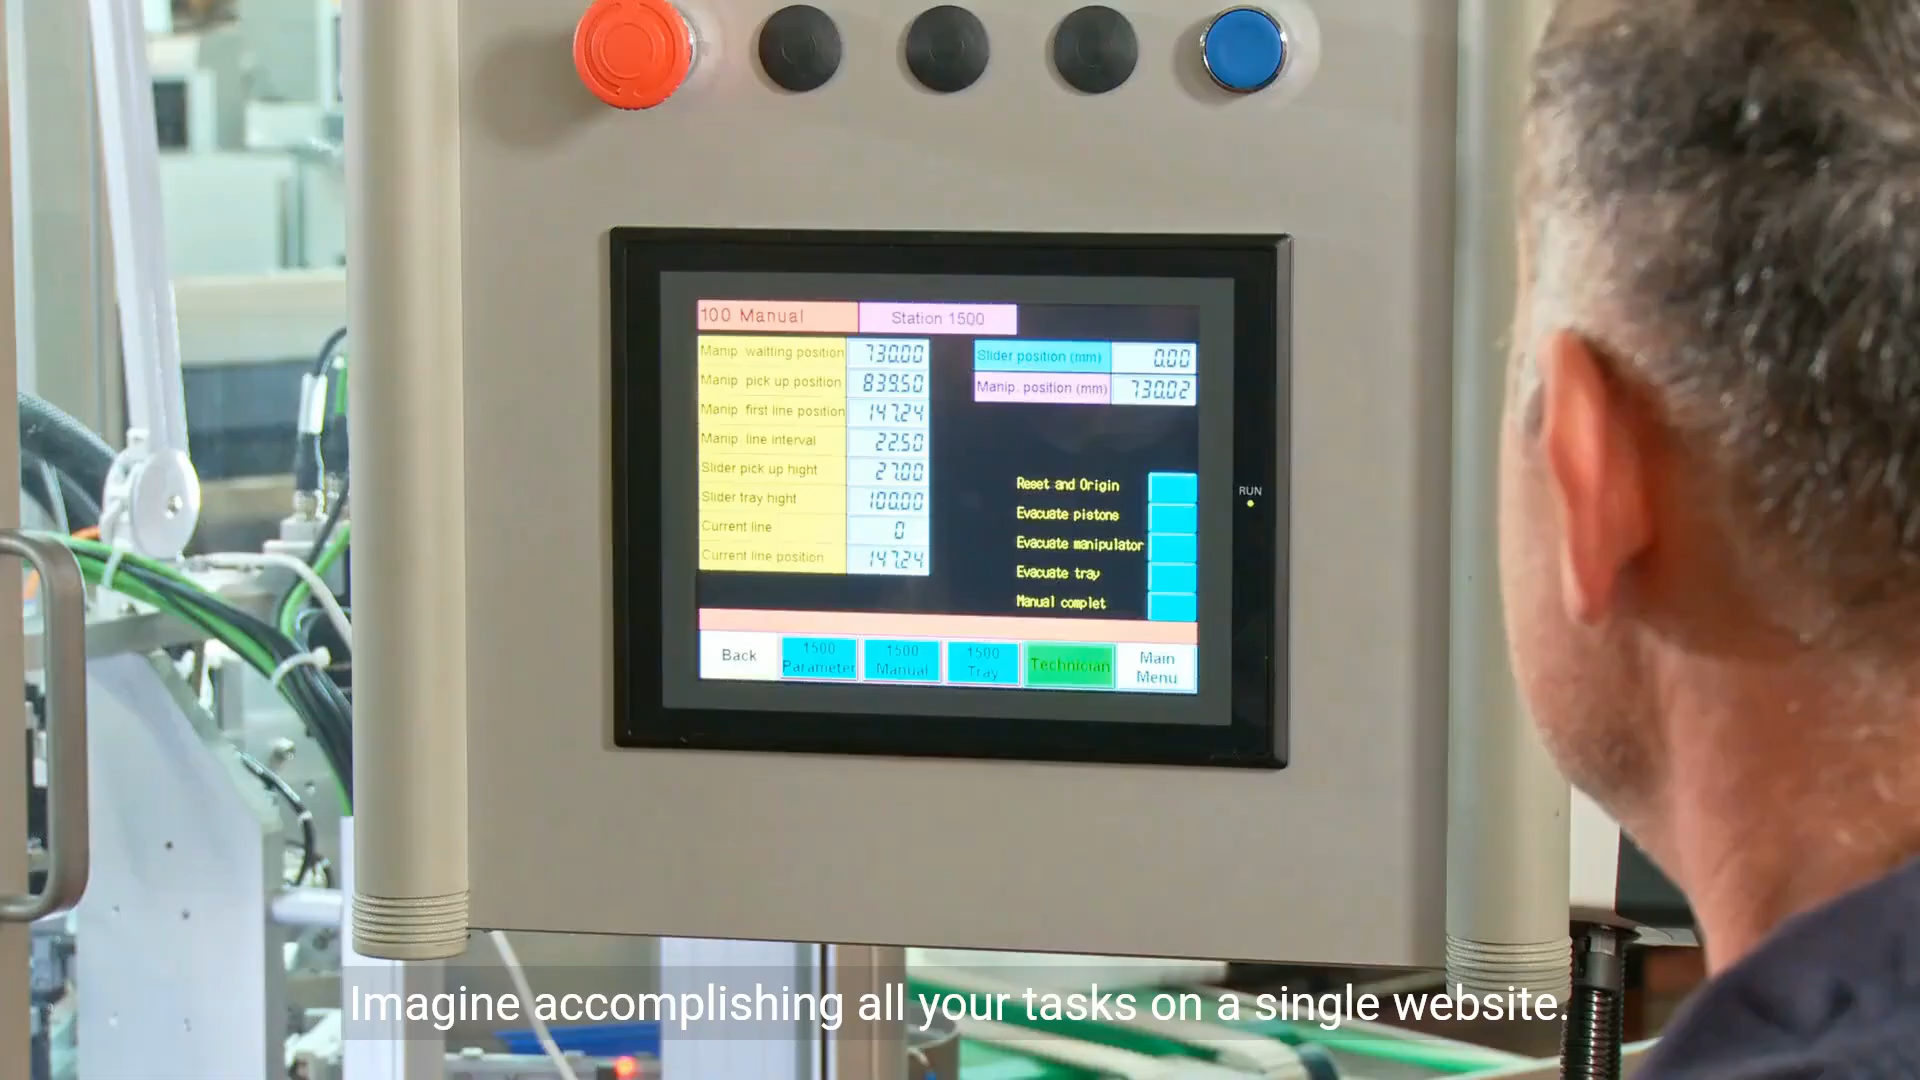 100 Manual
Station 1500
Manip. waitting position 730.00
Manip. pick up position 839.50
Manip. first line position 147.24
Manip. line interval 22.50
Slider pick up hight 27.00
Slider tray hight 100.00
Current line 0
Current line position 147.24
Slider position (mm) 0.00
Manip. position (mm) 730.02
Reset and Origin
Evacuate pistons
Evacuate manipulator
Evacuate tray
Manual complet
RUN
Back
1500 Parameter
1500 Manual
1500 Tray
Technician
Main Menu
Imagine accomplishing all your tasks on a single website.